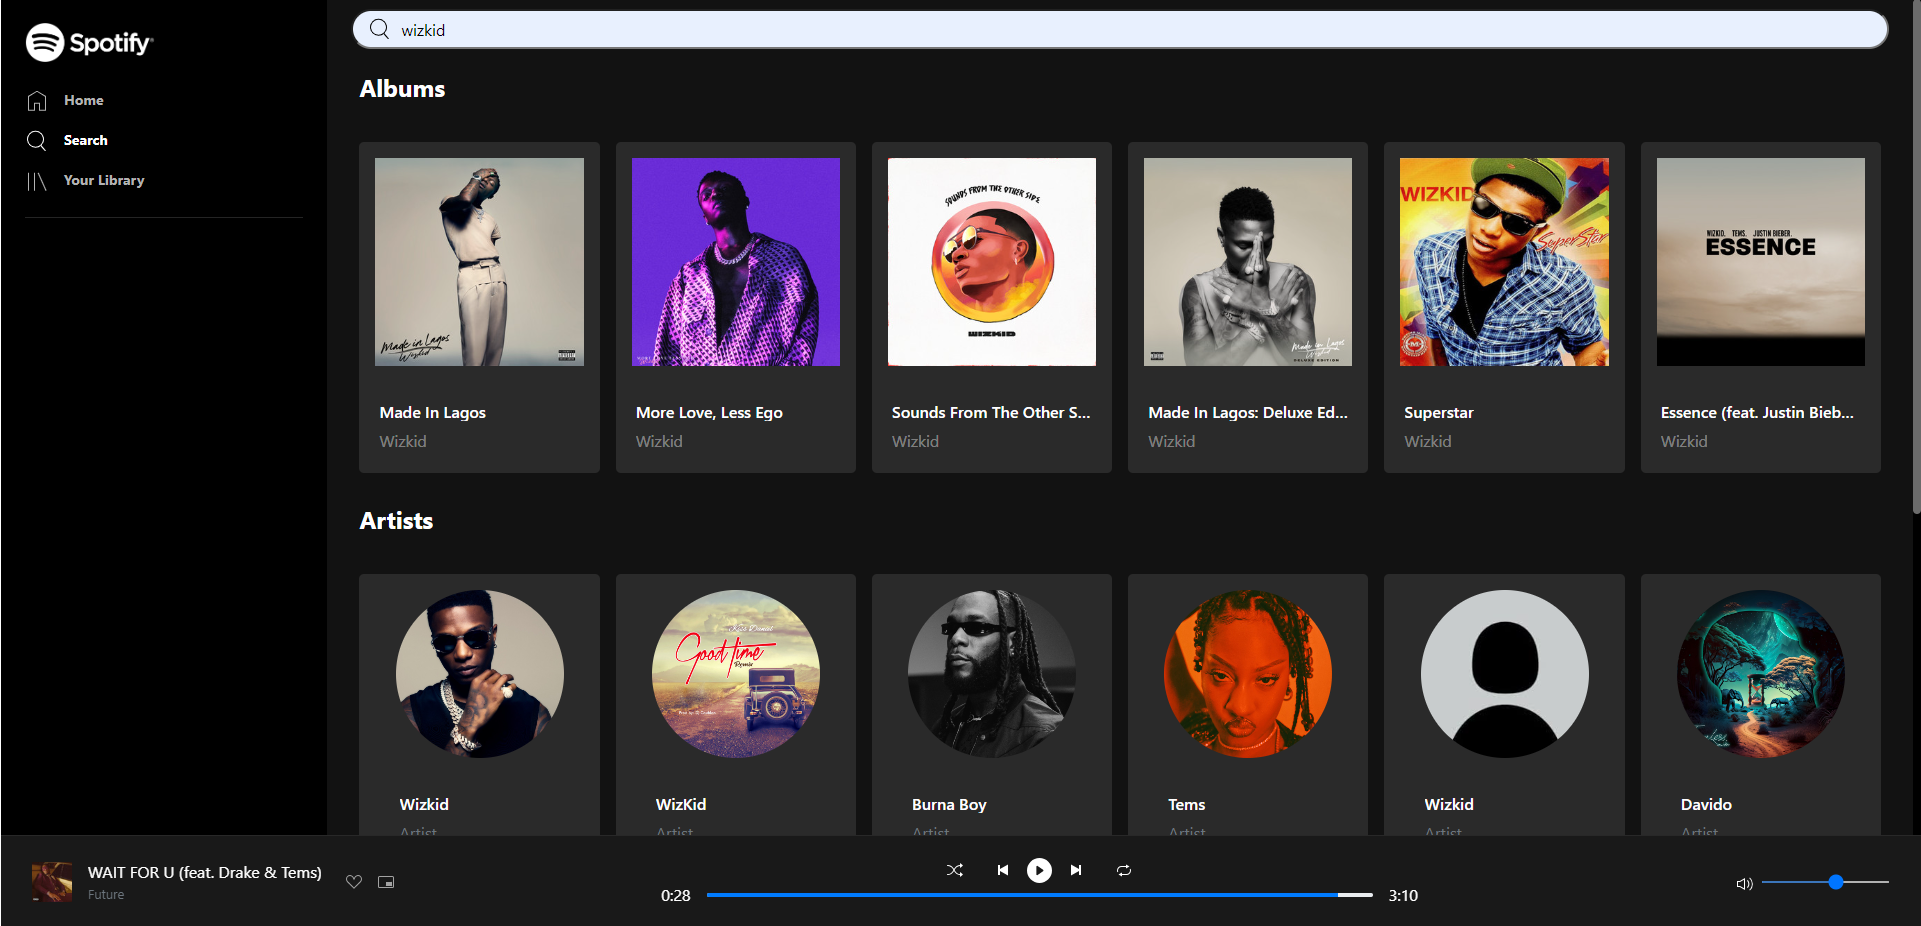 Spotify
Home
Search
Your Library
wizkid
Albums
Made in Lagos
Wizkid
SOUNDS FROM THE OTHER SIDE
WIZKID
Made in Lagos
Wizkid
DELUXE EDITION
WIZKID
SuperStar
WIZKID. TEMS. JUSTIN BIEBER.
ESSENCE
Made In Lagos
Wizkid
More Love, Less Ego
Wizkid
Sounds From The Other S...
Wizkid
Made In Lagos: Deluxe Ed...
Wizkid
Superstar
Wizkid
Essence (feat. Justin Bieb...
Wizkid
Artists
Good time
Remix
Wizkid
Artist
WizKid
Artist
Burna Boy
Artist
Tems
Artist
Wizkid
Artist
Davido
Artist
WAIT FOR U (feat. Drake & Tems)
Future
0:28
3:10